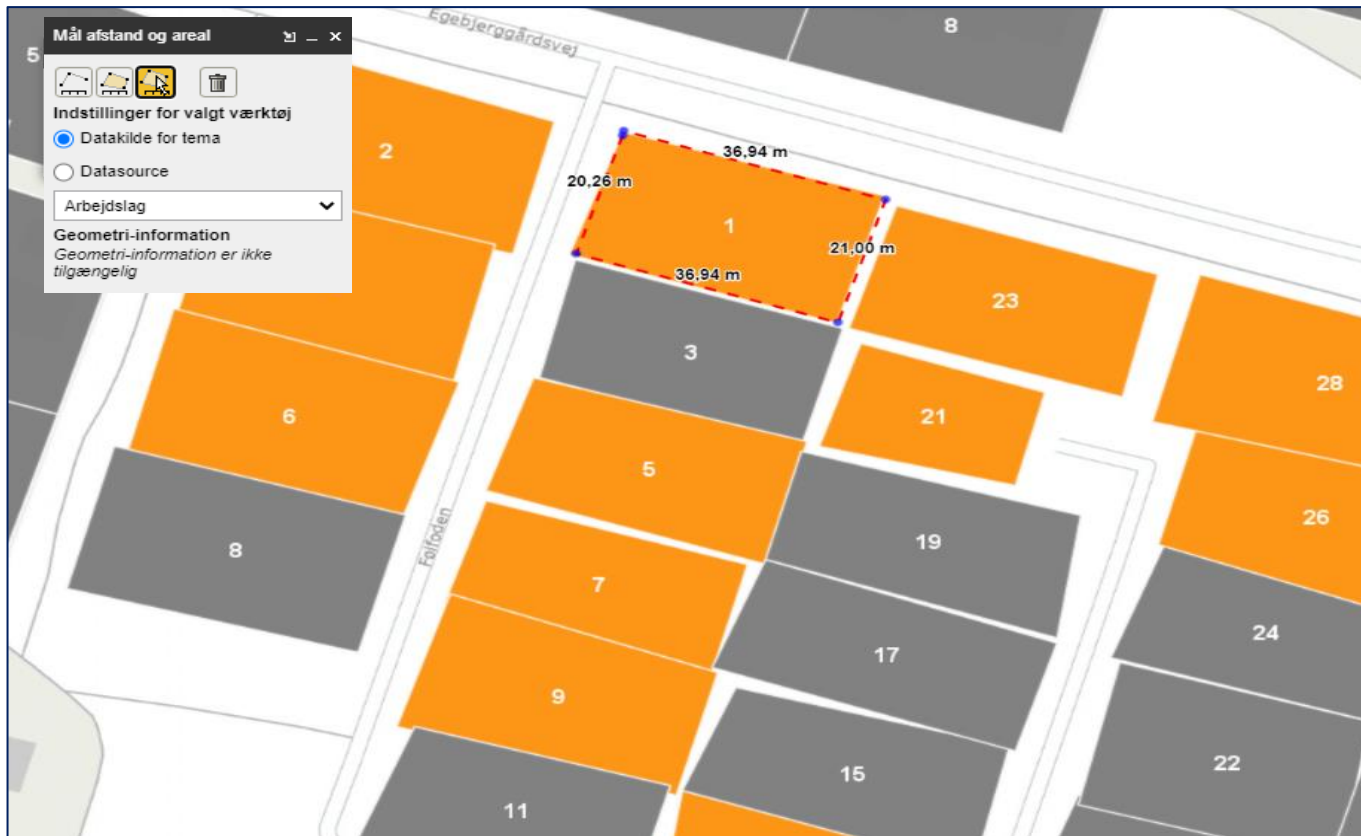 Mål afstand og areal
Indstillinger for valgt værktøj
Datakilde for tema
Datasource
Arbejdslag
Geometri-information
Geometri-information er ikke
tilgængelig
5
Egebjerggårdsvej
8
2
36,94 m
20,26 m
1
21,00 m
36,94 m
23
3
28
6
21
5
26
8
Følfoden
19
7
24
17
9
22
15
11